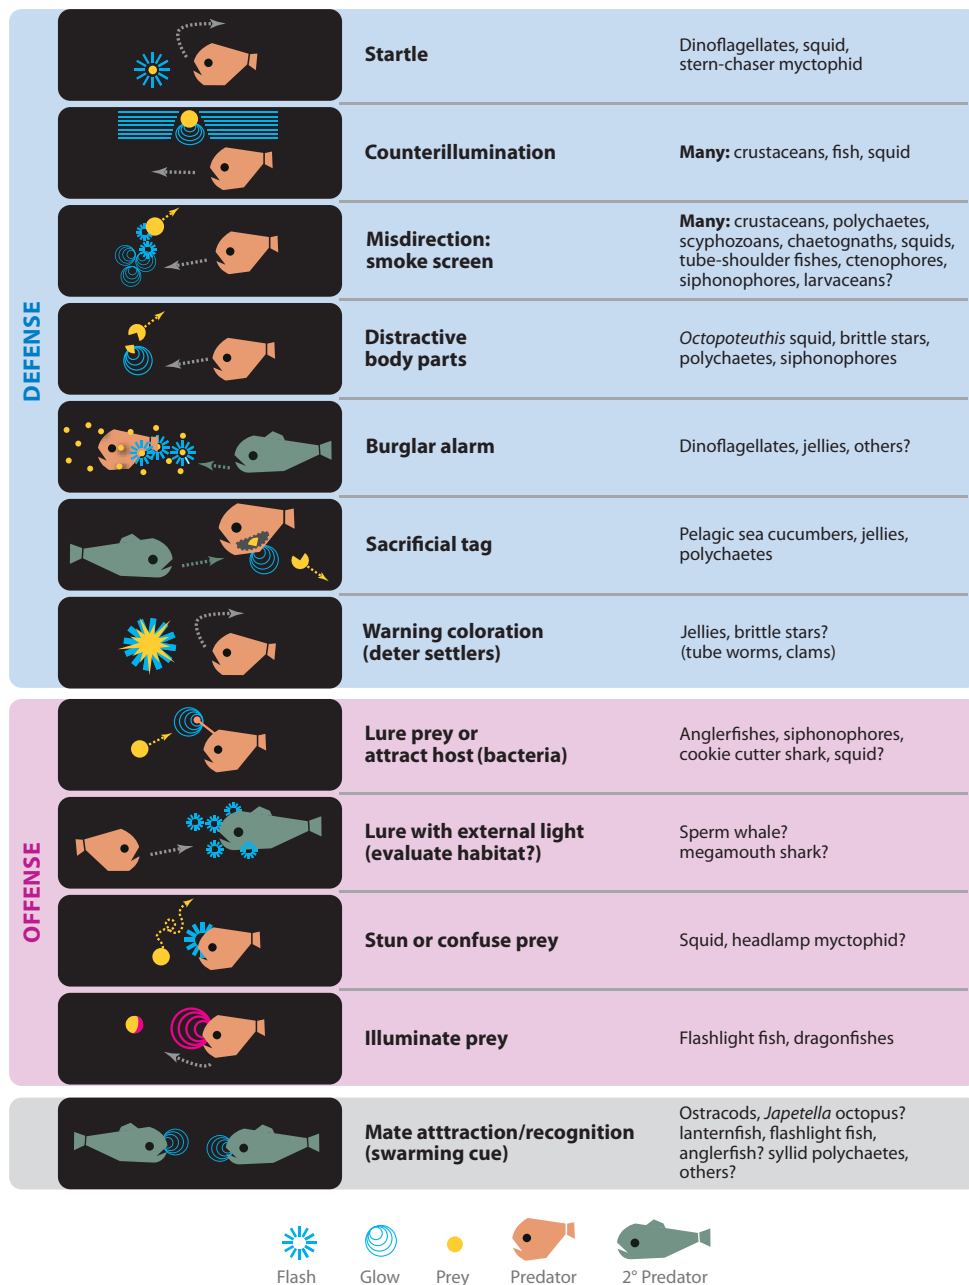 DEFENSE
Startle
Dinoflagellates, squid,
stern-chaser myctophid
Counterillumination
Many: crustaceans, fish, squid
Misdirection:
smoke screen
Many: crustaceans, polychaetes,
scyphozoans, chaetognaths, squids,
tube-shoulder fishes, ctenophores,
siphonophores, larvaceans?
Distractive
body parts
Octopoteuthis squid, brittle stars,
polychaetes, siphonophores
Burglar alarm
Dinoflagellates, jellies, others?
Sacrificial tag
Pelagic sea cucumbers, jellies,
polychaetes
Warning coloration
(deter settlers)
Jellies, brittle stars?
(tube worms, clams)
OFFENSE
Lure prey or
attract host (bacteria)
Anglerfishes, siphonophores,
cookie cutter shark, squid?
Lure with external light
(evaluate habitat?)
Sperm whale?
megamouth shark?
Stun or confuse prey
Squid, headlamp myctophid?
Illuminate prey
Flashlight fish, dragonfishes
Mate atttraction/recognition
(swarming cue)
Ostracods, Japetella octopus?
lanternfish, flashlight fish,
anglerfish? syllid polychaetes,
others?
Flash Glow Prey Predator 2° Predator